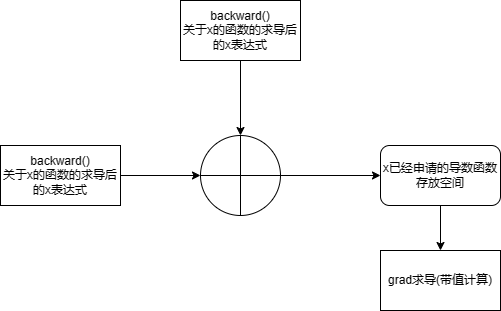 backward()
关于x的函数的求导后
的x表达式
backward()
关于x的函数的求导后
的x表达式
x已经申请的导数函数
存放空间
grad求导(带值计算)